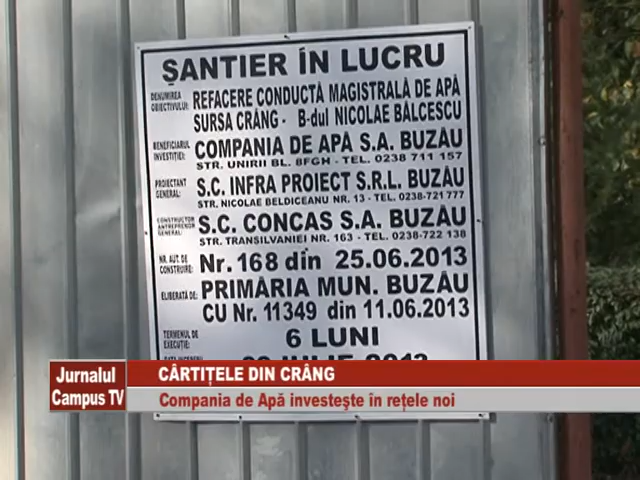 ŞANTIER ÎN LUCRU
DENUMIREA OBIECTIVULUI: REFACERE CONDUCTĂ MAGISTRALĂ DE APĂ
SURSA CRÂNG - B-dul NICOLAE BĂLCESCU
BENEFICIARUL INVESTIŢIEI: COMPANIA DE APĂ S.A. BUZĂU
STR. UNIRII BL. 8FGH - TEL. 0238 711 157
PROIECTANT GENERAL: S.C. INFRA PROIECT S.R.L. BUZĂU
STR. NICOLAE BELDICEANU NR. 13 - TEL. 0238-721 777
CONSTRUCTOR ANTREPRENOR GENERAL: S.C. CONCAS S.A. BUZĂU
STR. TRANSILVANIEI NR. 163 - TEL. 0238-722 138
NR. AUT. DE CONSTRUIRE: Nr. 168 din 25.06.2013
ELIBERATĂ DE: PRIMĂRIA MUN. BUZĂU
CU Nr. 11349 din 11.06.2013
TERMENUL DE EXECUŢIE: 6 LUNI
Jurnalul
Campus TV
CÂRTIŢELE DIN CRÂNG
Compania de Apă investeşte în reţele noi